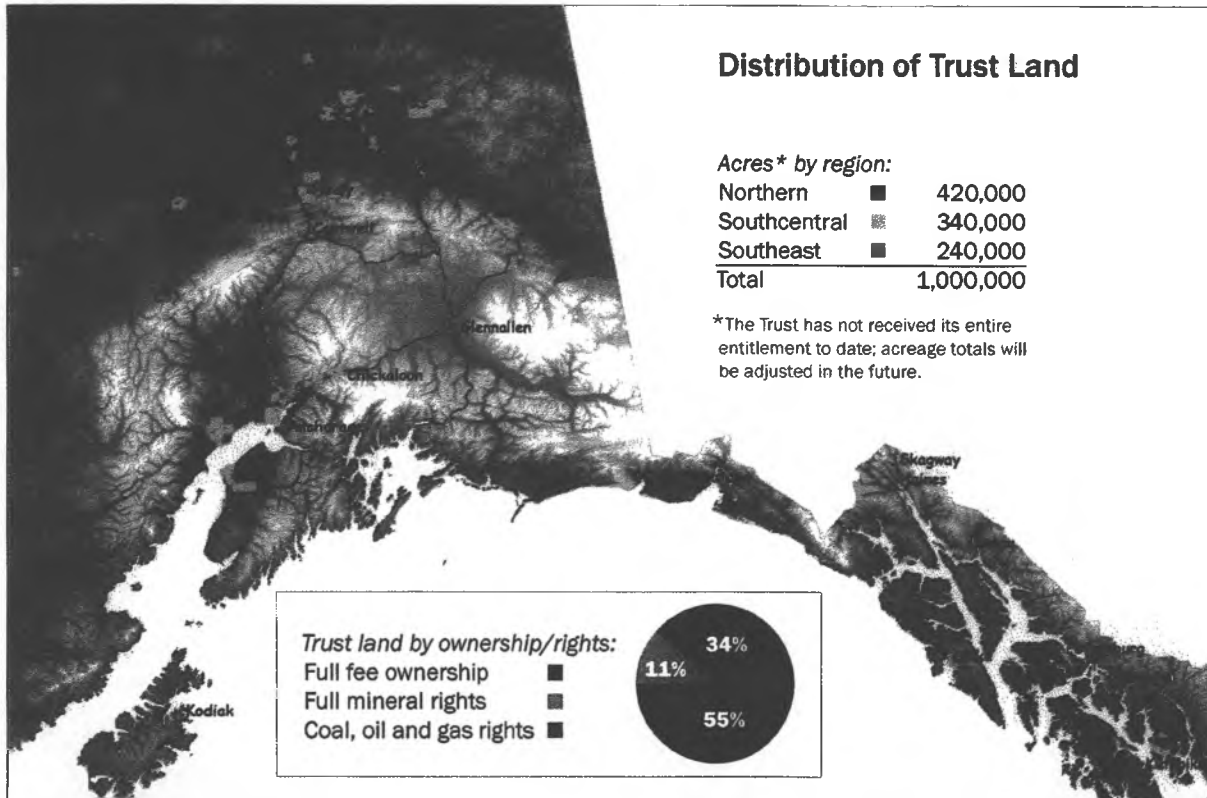 Distribution of Trust Land
Acres* by region:
Northern 420,000
Southcentral 340,000
Southeast 240,000
Total 1,000,000
*The Trust has not received its entire
entitlement to date; acreage totals will
be adjusted in the future.
Cantwell
Glennallen
Chickaloon
Anchorage
Skagway
Haines
Kodiak
Trust land by ownership/rights:
Full fee ownership
Full mineral rights
Coal, oil and gas rights
34%
11%
55%